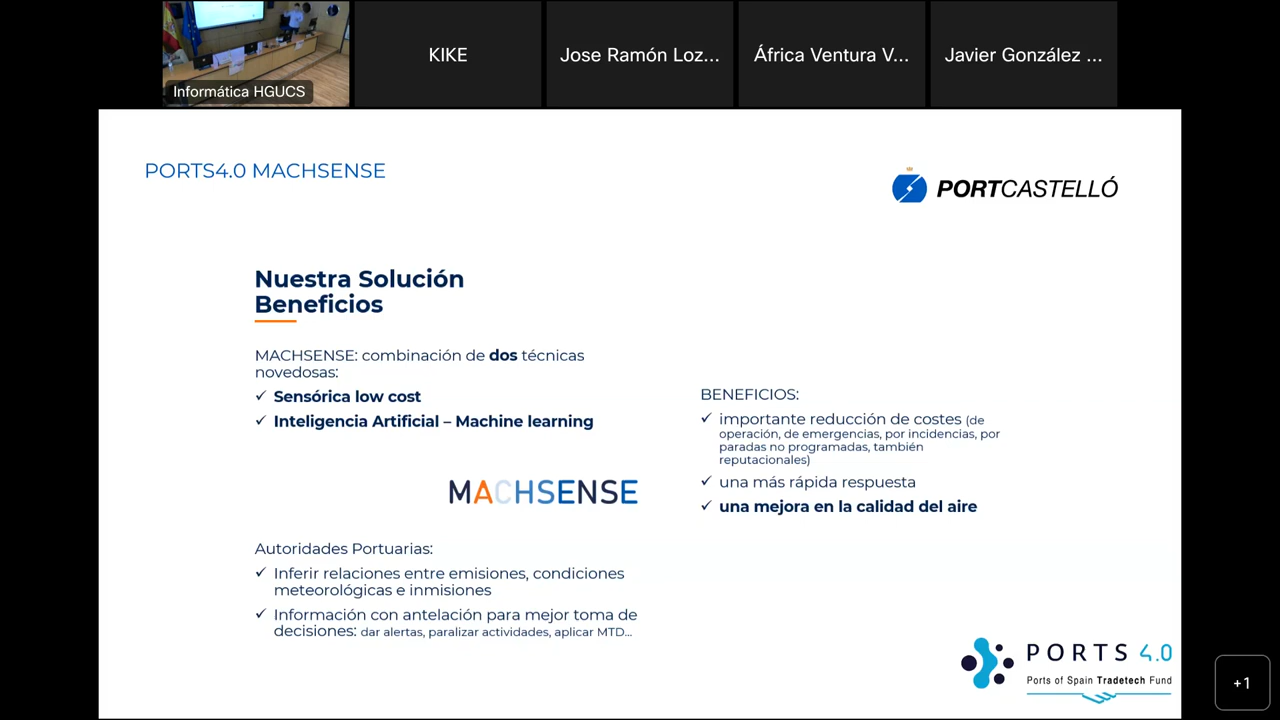 Informática HGUCS
KIKE
Jose Ramón Loz...
África Ventura V...
Javier González ...
PORTS4.0 MACHSENSE
PORTCASTELLÓ
Nuestra Solución
Beneficios
MACHSENSE: combinación de dos técnicas
novedosas:
✓ Sensórica low cost
✓ Inteligencia Artificial – Machine learning
MACHSENSE
Autoridades Portuarias:
✓ Inferir relaciones entre emisiones, condiciones
meteorológicas e inmisiones
✓ Información con antelación para mejor toma de
decisiones: dar alertas, paralizar actividades, aplicar MTD...
BENEFICIOS:
✓ importante reducción de costes (de
operación, de emergencias, por incidencias, por
paradas no programadas, también
reputacionales)
✓ una más rápida respuesta
✓ una mejora en la calidad del aire
PORTS 4.0
Ports of Spain Tradetech Fund
+1